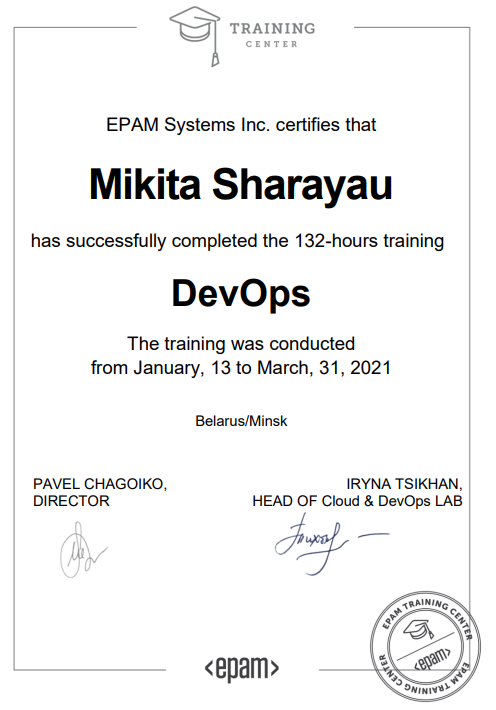 TRAINING
CENTER
EPAM Systems Inc. certifies that
Mikita Sharayau
has successfully completed the 132-hours training
DevOps
The training was conducted
from January, 13 to March, 31, 2021
Belarus/Minsk
PAVEL CHAGOIKO,
DIRECTOR
IRYNA TSIKHAN,
HEAD OF Cloud & DevOps LAB
EPAM TRAINING CENTER
<epam>
EPAM TRAINING CENTER
<epam>